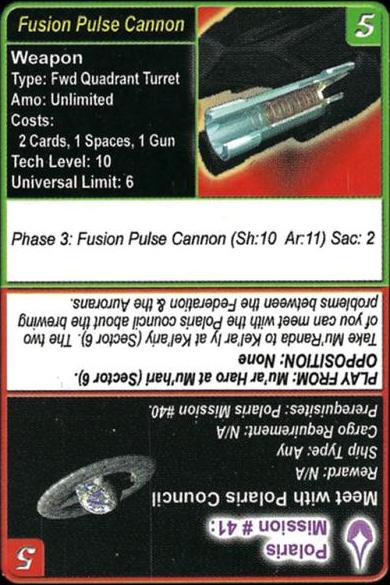 Fusion Pulse Cannon
5
Weapon
Type: Fwd Quadrant Turret
Amo: Unlimited
Costs:
2 Cards, 1 Spaces, 1 Gun
Tech Level: 10
Universal Limit: 6
Phase 3: Fusion Pulse Cannon (Sh:10 Ar:11) Sac: 2
5
Polaris
Mission # 41:
Meet with Polaris Council
Reward: N/A
Ship Type: Any
Cargo Requirement: N/A
Prerequisites: Polaris Mission #40.
PLAY FROM: Mu'ar Haro at Mu'hari (Sector 6).
OPPOSITION: None
Take Mu'Randa to Kel'ar Iy at Ariel'ariy (Sector 6). The two
of you can meet with the Polaris council about the brewing
problems between the Federation & the Aurorans.